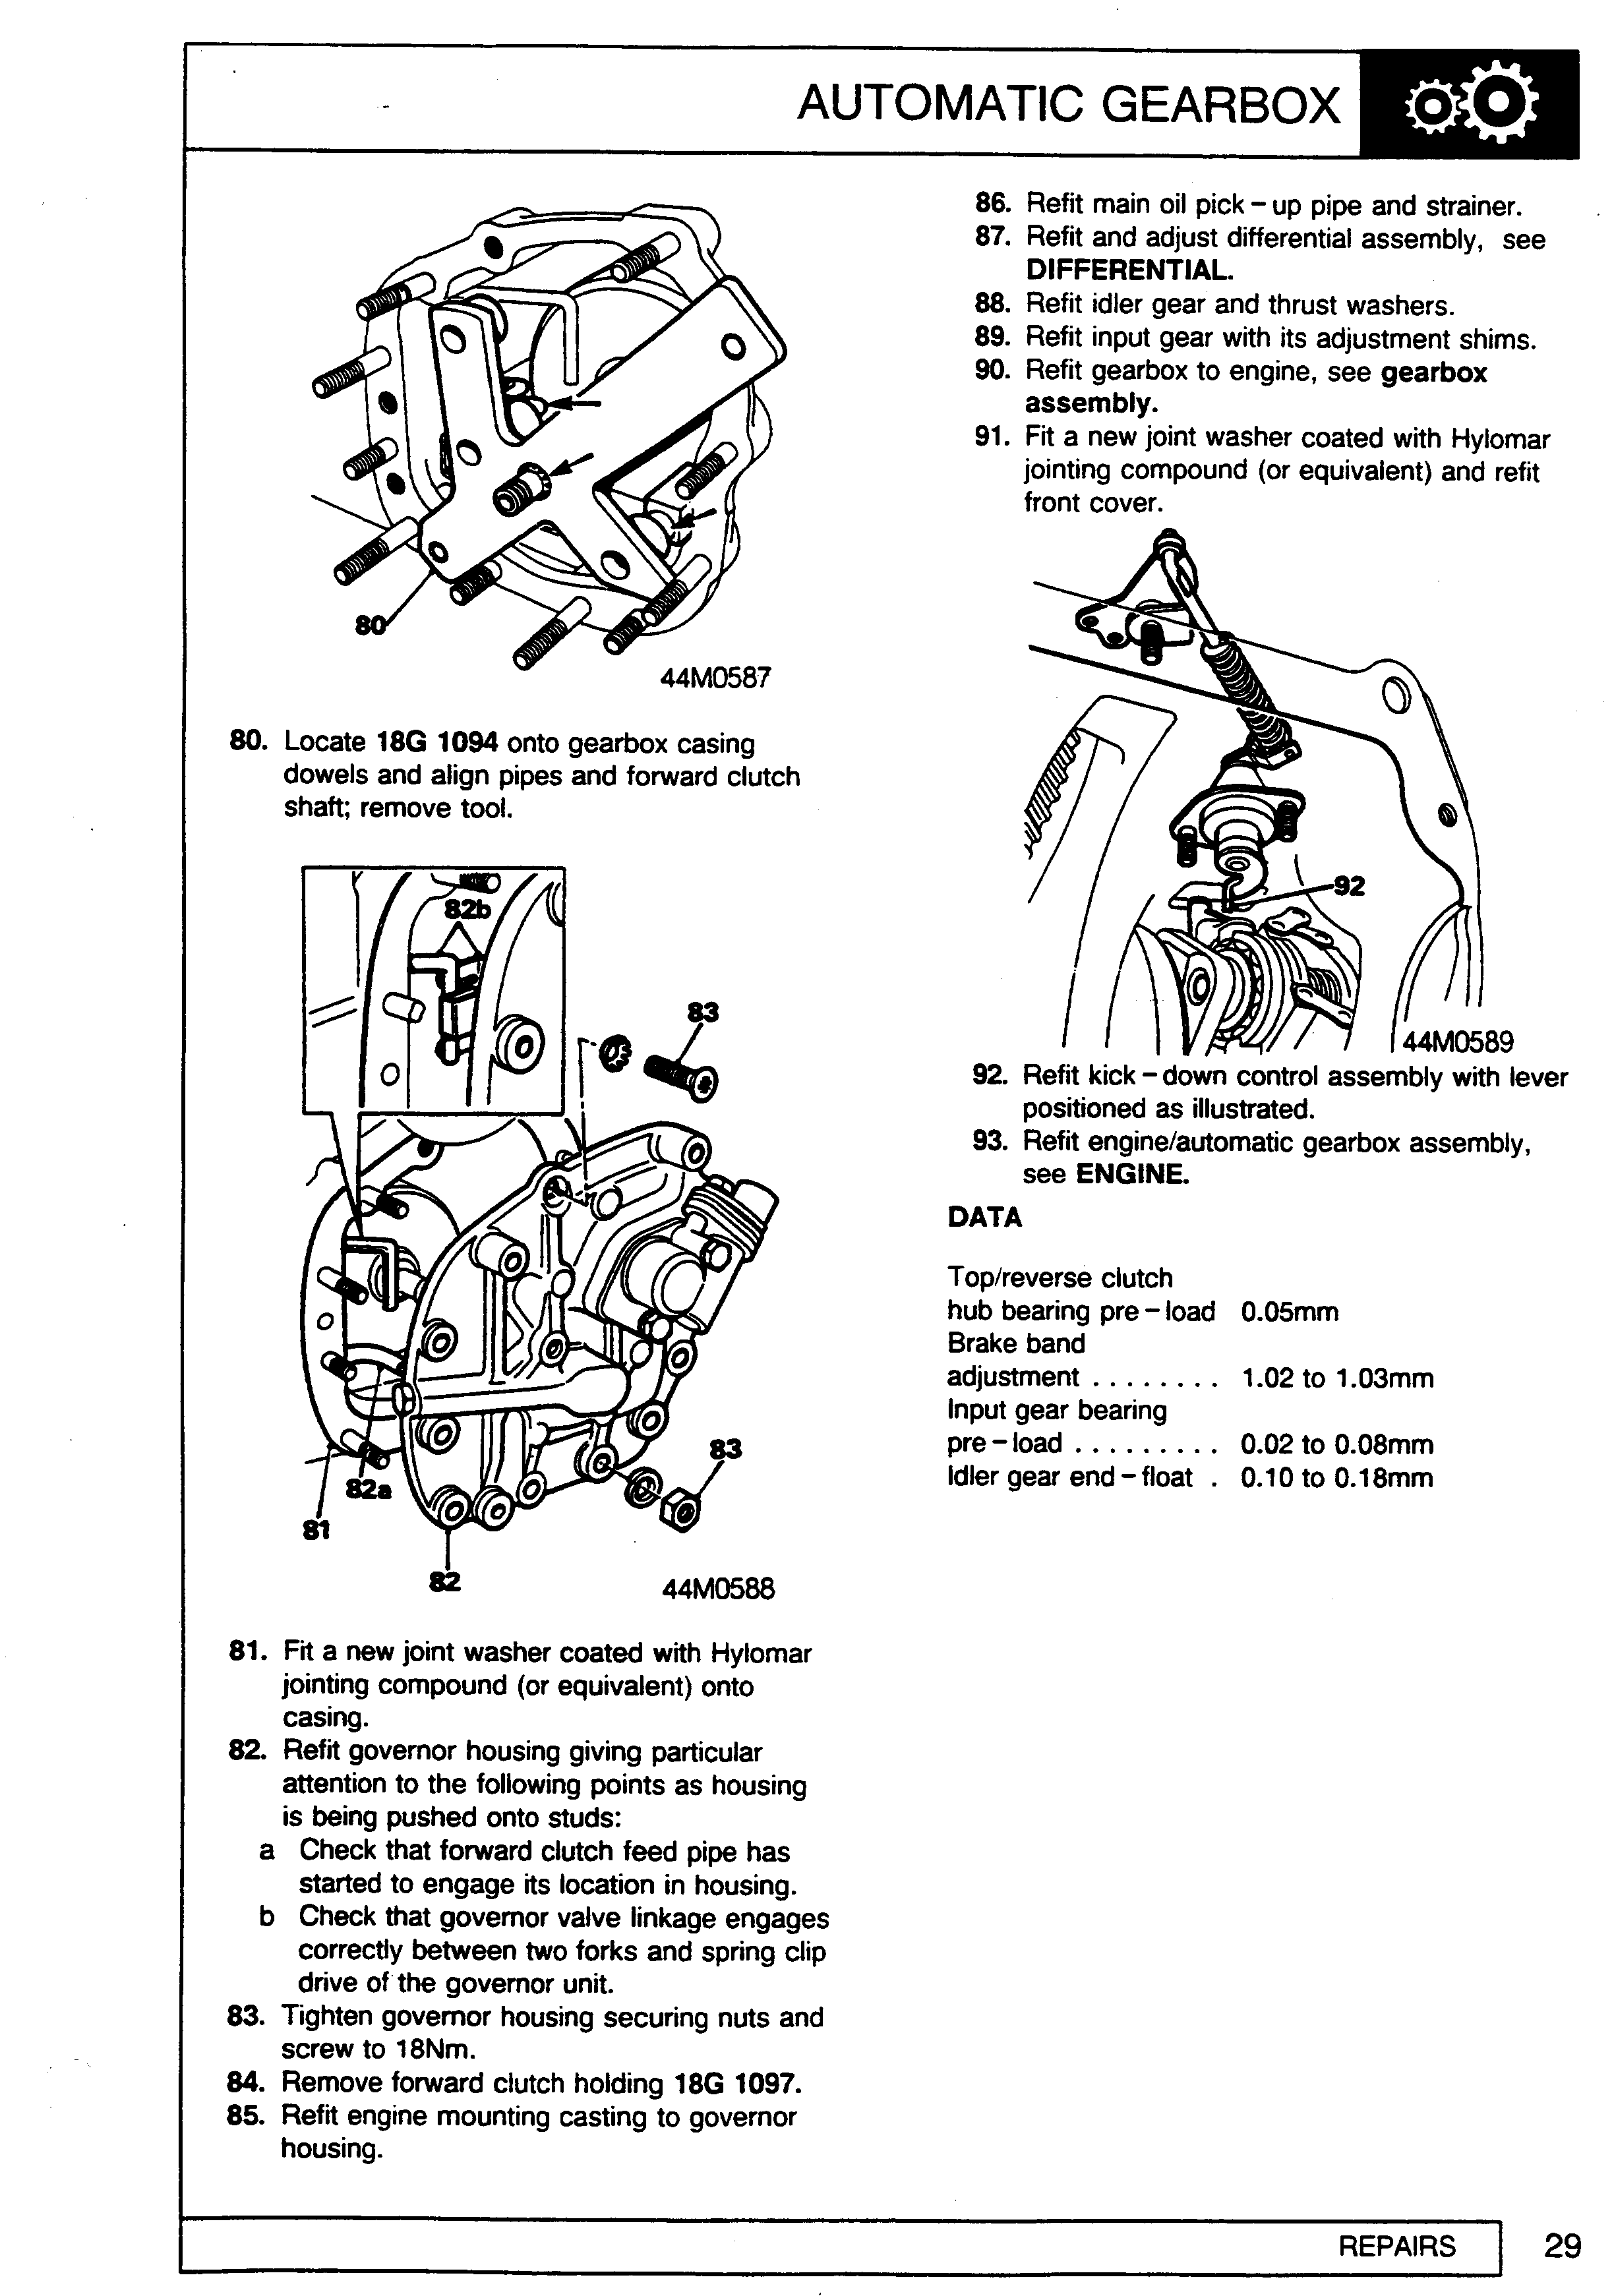 AUTOMATIC GEARBOX
80
44M0587
80. Locate 18G 1094 onto gearbox casing
dowels and align pipes and forward clutch
shaft; remove tool.
82b
83
83
82a
81
82
44M0588
81. Fit a new joint washer coated with Hylomar
jointing compound (or equivalent) onto
casing.
82. Refit governor housing giving particular
attention to the following points as housing
is being pushed onto studs:
a Check that forward clutch feed pipe has
started to engage its location in housing.
b Check that governor valve linkage engages
correctly between two forks and spring clip
drive of the governor unit.
83. Tighten governor housing securing nuts and
screw to 18Nm.
84. Remove forward clutch holding 18G 1097.
85. Refit engine mounting casting to governor
housing.
86. Refit main oil pick-up pipe and strainer.
87. Refit and adjust differential assembly, see
DIFFERENTIAL.
88. Refit idler gear and thrust washers.
89. Refit input gear with its adjustment shims.
90. Refit gearbox to engine, see gearbox
assembly.
91. Fit a new joint washer coated with Hylomar
jointing compound (or equivalent) and refit
front cover.
92
44M0589
92. Refit kick-down control assembly with lever
positioned as illustrated.
93. Refit engine/automatic gearbox assembly,
see ENGINE.
DATA
Top/reverse clutch
hub bearing pre-load 0.05mm
Brake band
adjustment . . . . . . . . 1.02 to 1.03mm
Input gear bearing
pre-load . . . . . . . . . 0.02 to 0.08mm
Idler gear end-float . 0.10 to 0.18mm
REPAIRS
29